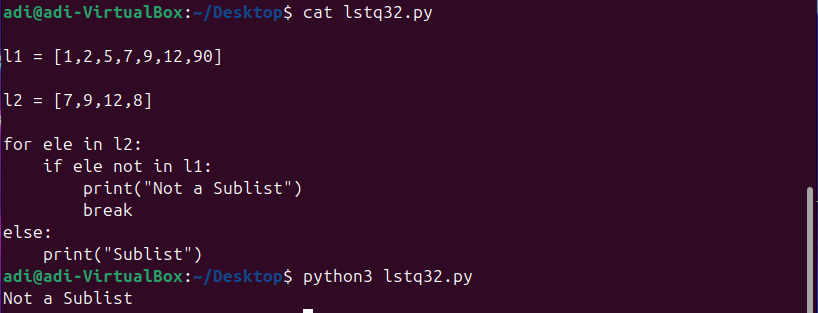 adi@adi-VirtualBox:~/Desktop$ cat lstq32.py
l1 = [1,2,5,7,9,12,90]
l2 = [7,9,12,8]
for ele in l2:
    if ele not in l1:
        print("Not a Sublist")
        break
else:
    print("Sublist")
adi@adi-VirtualBox:~/Desktop$ python3 lstq32.py
Not a Sublist